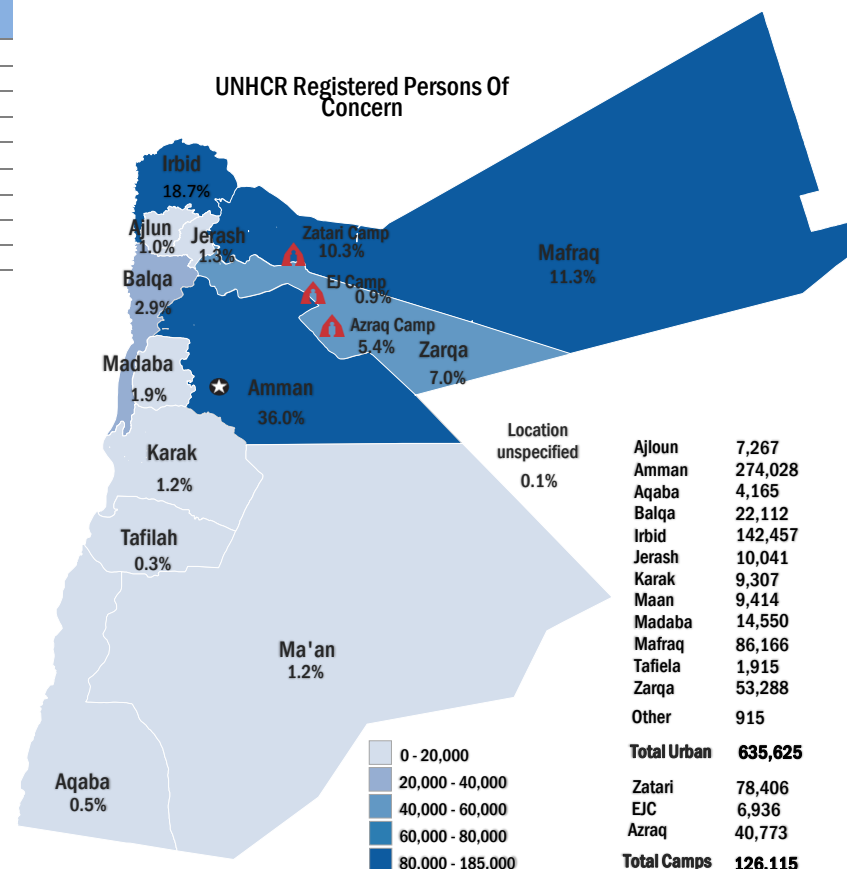 UNHCR Registered Persons Of
Concern
Irbid
18.7%
Ajlun
1.0%
Jerash
1.3%
Zatari Camp
10.3%
Mafraq
11.3%
Balqa
2.9%
EJ Camp
0.9%
Azraq Camp
5.4%
Zarqa
7.0%
Madaba
1.9%
Amman
36.0%
Karak
1.2%
Location
unspecified
0.1%
Tafilah
0.3%
Ma'an
1.2%
Aqaba
0.5%
0 - 20,000
20,000 - 40,000
40,000 - 60,000
60,000 - 80,000
80,000 - 185,000
Ajloun 7,267
Amman 274,028
Aqaba 4,165
Balqa 22,112
Irbid 142,457
Jerash 10,041
Karak 9,307
Maan 9,414
Madaba 14,550
Mafraq 86,166
Tafiela 1,915
Zarqa 53,288
Other 915
Total Urban 635,625
Zatari 78,406
EJC 6,936
Azraq 40,773
Total Camps 126,115